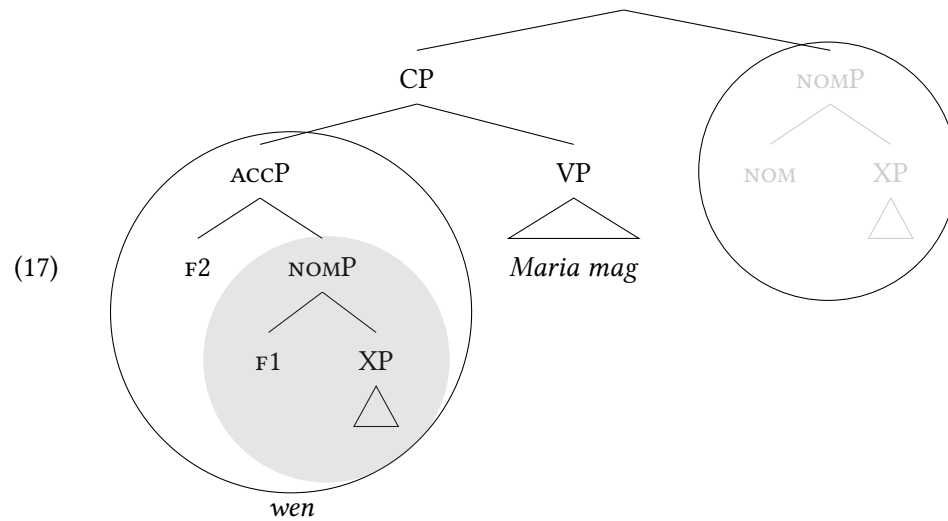 CP
NOMP
ACCP
VP
NOM
XP
(17)
F2
NOMP
Maria mag
F1
XP
wen